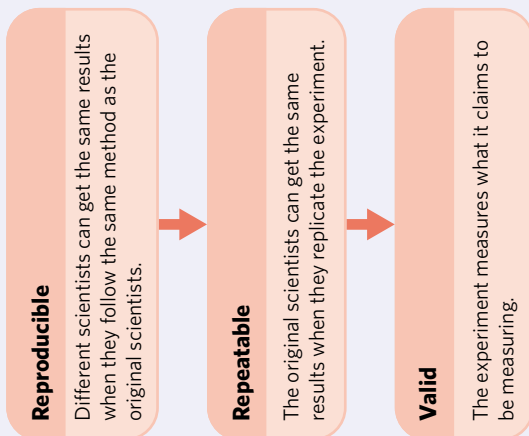 Reproducible
Different scientists can get the same results
when they follow the same method as the
original scientists.
Repeatable
The original scientists can get the same
results when they replicate the experiment.
Valid
The experiment measures what it claims to
be measuring.